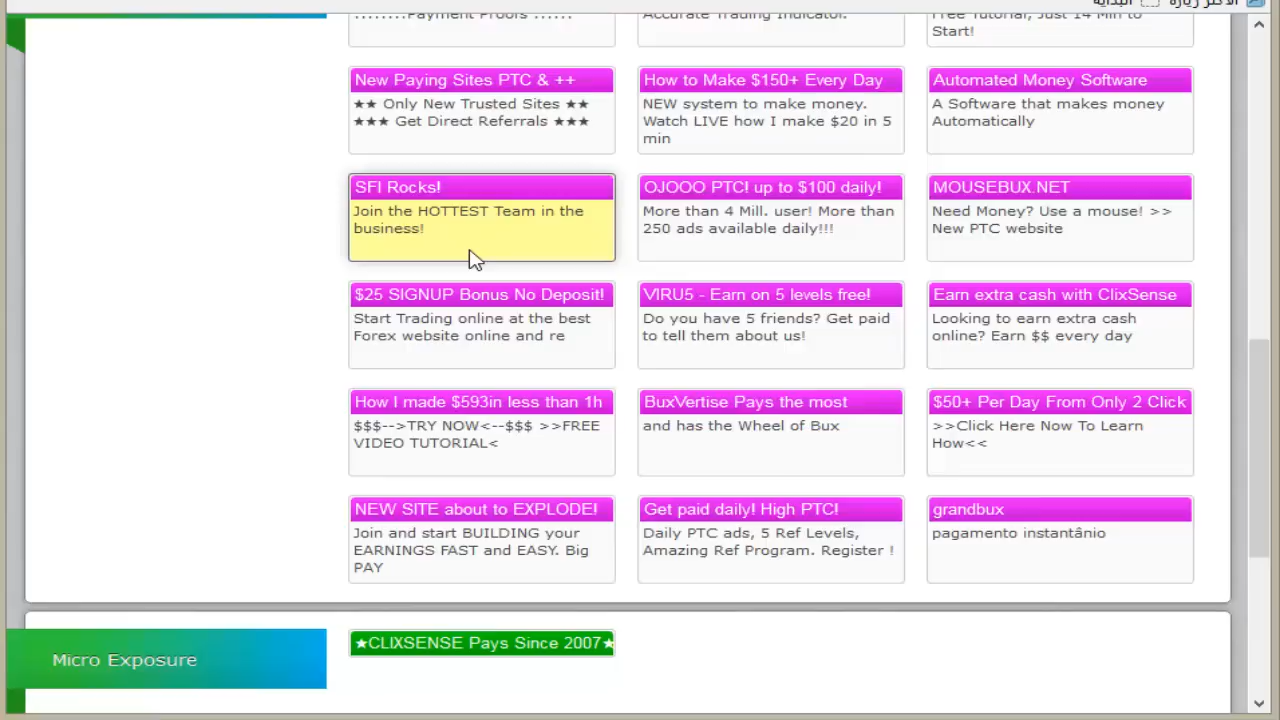 الأكثر زيارة البداية
........Payment Proofs ......
Accurate Trading Indicator.
Free Tutorial, Just 14 Min to
Start!
New Paying Sites PTC & ++
★★ Only New Trusted Sites ★★
★★★ Get Direct Referrals ★★★
How to Make $150+ Every Day
NEW system to make money.
Watch LIVE how I make $20 in 5
min
Automated Money Software
A Software that makes money
Automatically
SFI Rocks!
Join the HOTTEST Team in the
business!
OJOOO PTC! up to $100 daily!
More than 4 Mill. user! More than
250 ads available daily!!!
MOUSEBUX.NET
Need Money? Use a mouse! >>
New PTC website
$25 SIGNUP Bonus No Deposit!
Start Trading online at the best
Forex website online and re
VIRU5 - Earn on 5 levels free!
Do you have 5 friends? Get paid
to tell them about us!
Earn extra cash with ClixSense
Looking to earn extra cash
online? Earn $$ every day
How I made $593in less than 1h
$$$-->TRY NOW<--$$$ >>FREE
VIDEO TUTORIAL<
BuxVertise Pays the most
and has the Wheel of Bux
$50+ Per Day From Only 2 Click
>>Click Here Now To Learn
How<<
NEW SITE about to EXPLODE!
Join and start BUILDING your
EARNINGS FAST and EASY. Big
PAY
Get paid daily! High PTC!
Daily PTC ads, 5 Ref Levels,
Amazing Ref Program. Register !
grandbux
pagamento instantânio
Micro Exposure
★CLIXSENSE Pays Since 2007★